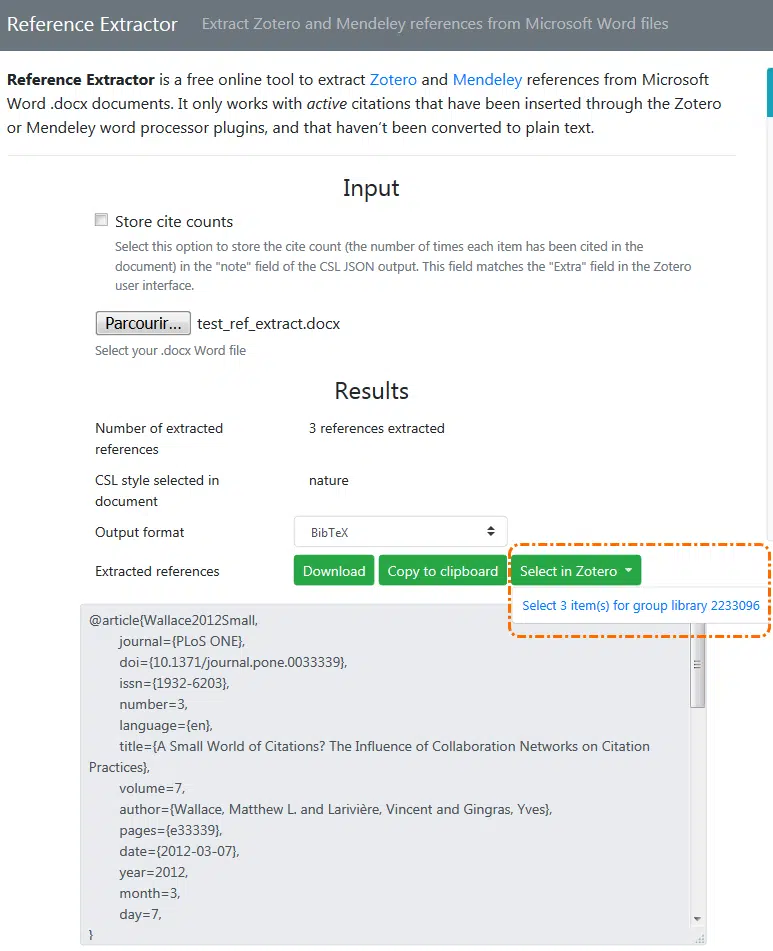 Reference Extractor Extract Zotero and Mendeley references from Microsoft Word files
Reference Extractor is a free online tool to extract Zotero and Mendeley references from Microsoft
Word .docx documents. It only works with active citations that have been inserted through the Zotero
or Mendeley word processor plugins, and that haven't been converted to plain text.
Input
Store cite counts
Select this option to store the cite count (the number of times each item has been cited in the
document) in the "note" field of the CSL JSON output. This field matches the "Extra" field in the Zotero
user interface.
Parcourir... test_ref_extract.docx
Select your .docx Word file
Results
Number of extracted 3 references extracted
references
CSL style selected in nature
document
Output format BibTeX
Extracted references Download Copy to clipboard Select in Zotero
Select 3 item(s) for group library 2233096
@article{Wallace2012Small,
journal={PLoS ONE},
doi={10.1371/journal.pone.0033339},
issn={1932-6203},
number=3,
language={en},
title={A Small World of Citations? The Influence of Collaboration Networks on Citation
Practices},
volume=7,
author={Wallace, Matthew L. and Larivière, Vincent and Gingras, Yves},
pages={e33339},
date={2012-03-07},
year=2012,
month=3,
day=7,
}